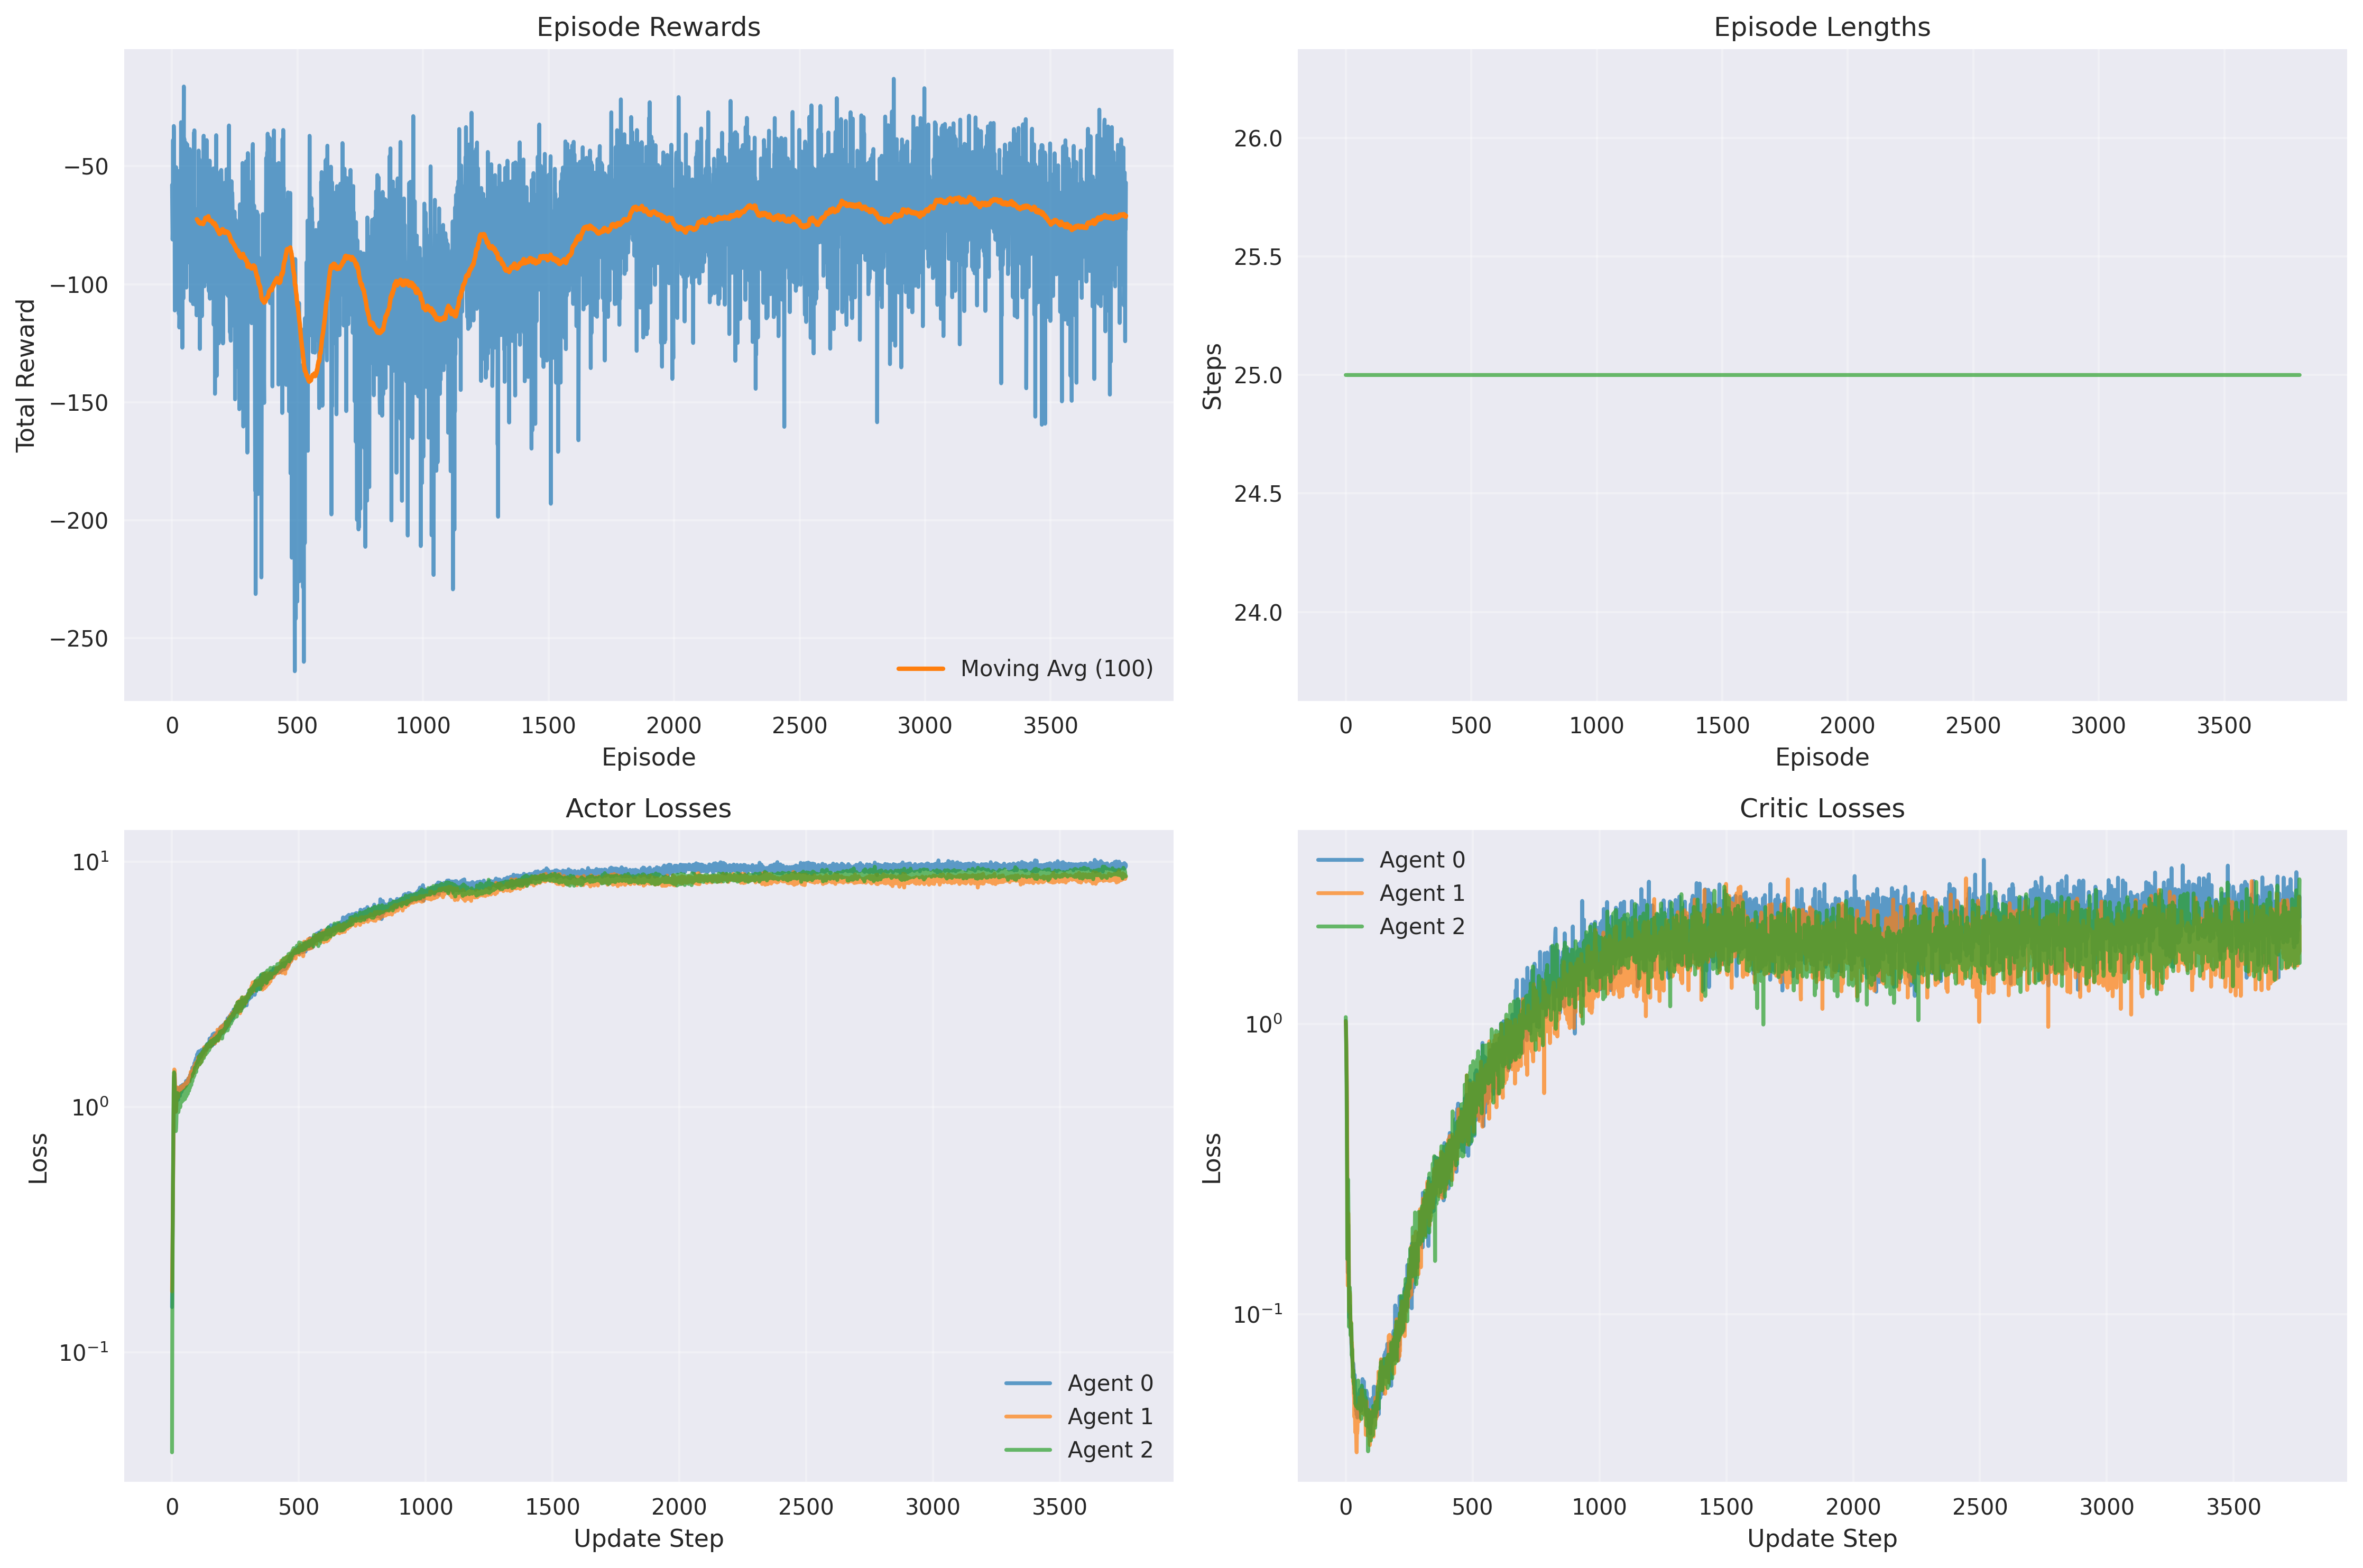 Episode Rewards
Total Reward
−50
−100
−150
−200
−250
Moving Avg (100)
0 500 1000 1500 2000 2500 3000 3500
Episode
Episode Lengths
Steps
26.0
25.5
25.0
24.5
24.0
0 500 1000 1500 2000 2500 3000 3500
Episode
Actor Losses
Loss
10¹
10⁰
10⁻¹
Agent 0
Agent 1
Agent 2
0 500 1000 1500 2000 2500 3000 3500
Update Step
Critic Losses
Loss
Agent 0
Agent 1
Agent 2
10⁰
10⁻¹
0 500 1000 1500 2000 2500 3000 3500
Update Step